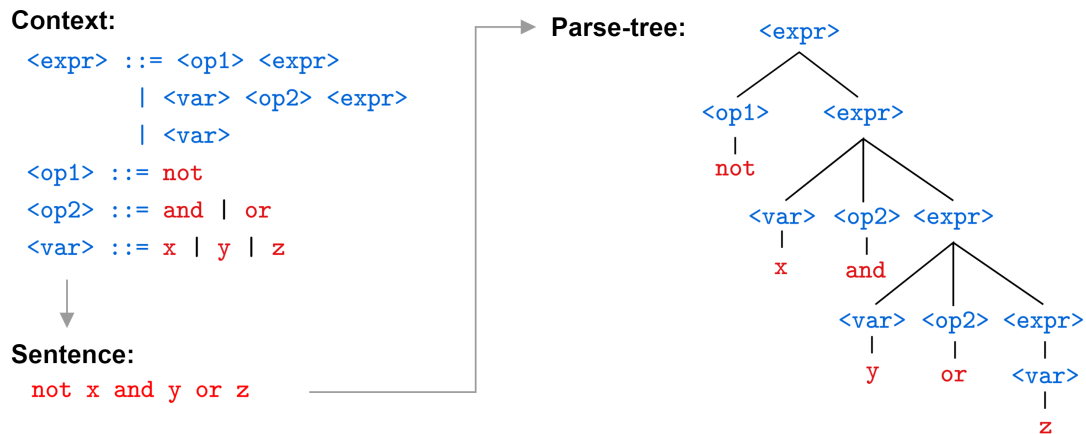 Context:
<expr> ::= <op1> <expr>
| <var> <op2> <expr>
| <var>
<op1> ::= not
<op2> ::= and | or
<var> ::= x | y | z
Sentence:
not x and y or z
Parse-tree:
<expr>
<op1> <expr>
not
<var> <op2> <expr>
x and
<var> <op2> <expr>
y or <var>
z